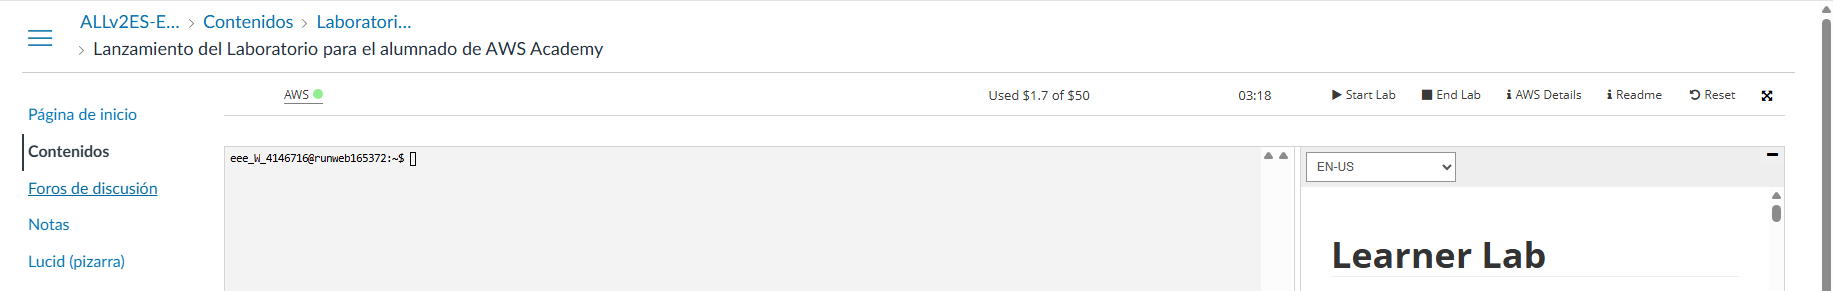 ALLv2ES-E... > Contenidos > Laboratori...
> Lanzamiento del Laboratorio para el alumnado de AWS Academy
AWS
Used $1.7 of $50
03:18
Start Lab
End Lab
AWS Details
Readme
Reset
Página de inicio
Contenidos
Foros de discusión
Notas
Lucid (pizarra)
eee_W_4146716@runweb165372:~$
EN-US
Learner Lab